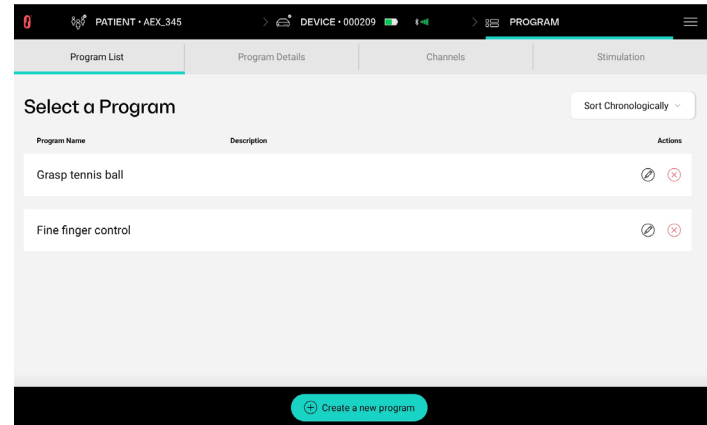 PATIENT • AEX_345
DEVICE • 000209
PROGRAM
Program List
Program Details
Channels
Stimulation
Select a Program
Sort Chronologically
Program Name
Description
Actions
Grasp tennis ball
Fine finger control
Create a new program